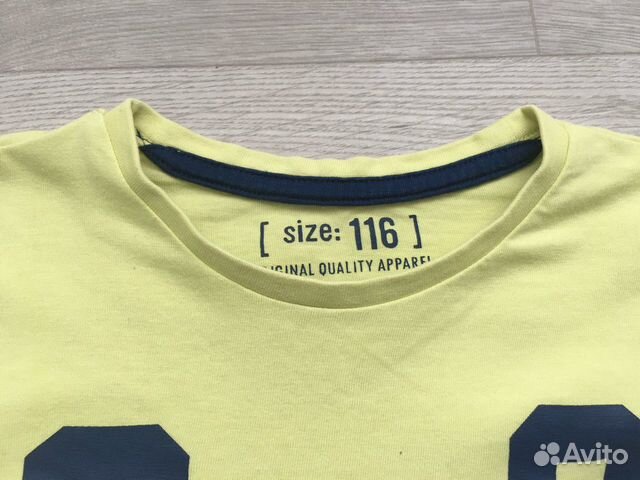 [ size: 116 ]
QUALITY APPAREL
Avito